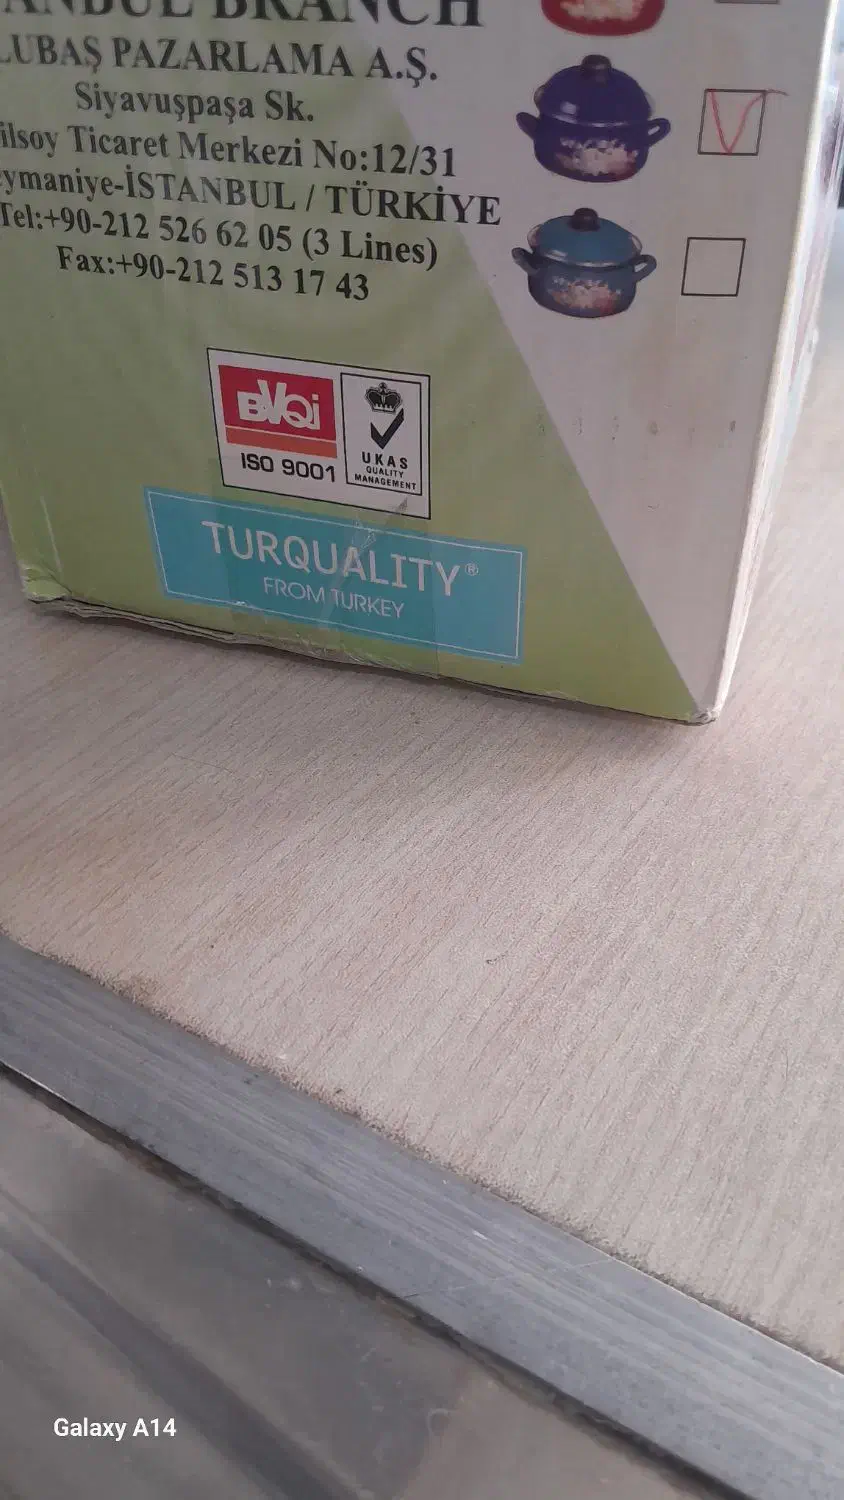 BRANCH
PAZARLAMA A.Ş.
Siyavuşpaşa Sk.
Ticaret Merkezi No:12/31
İSTANBUL / TÜRKİYE
Tel:+90-212 526 62 05 (3 Lines)
Fax:+90-212 513 17 43
BVQi
ISO 9001
UKAS
QUALITY
MANAGEMENT
TURQUALITY®
FROM TURKEY
Galaxy A14